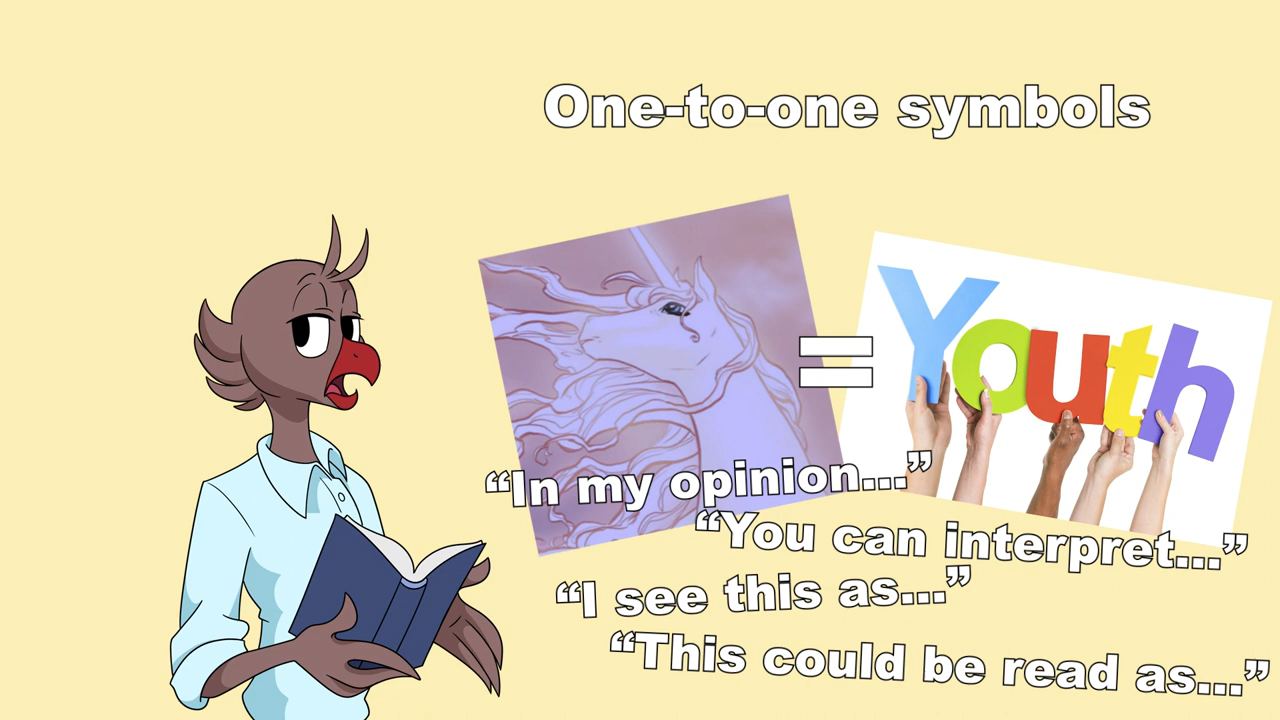 One-to-one symbols
=
Youth
“In my opinion...”
“You can interpret...”
“I see this as...”
“This could be read as...”